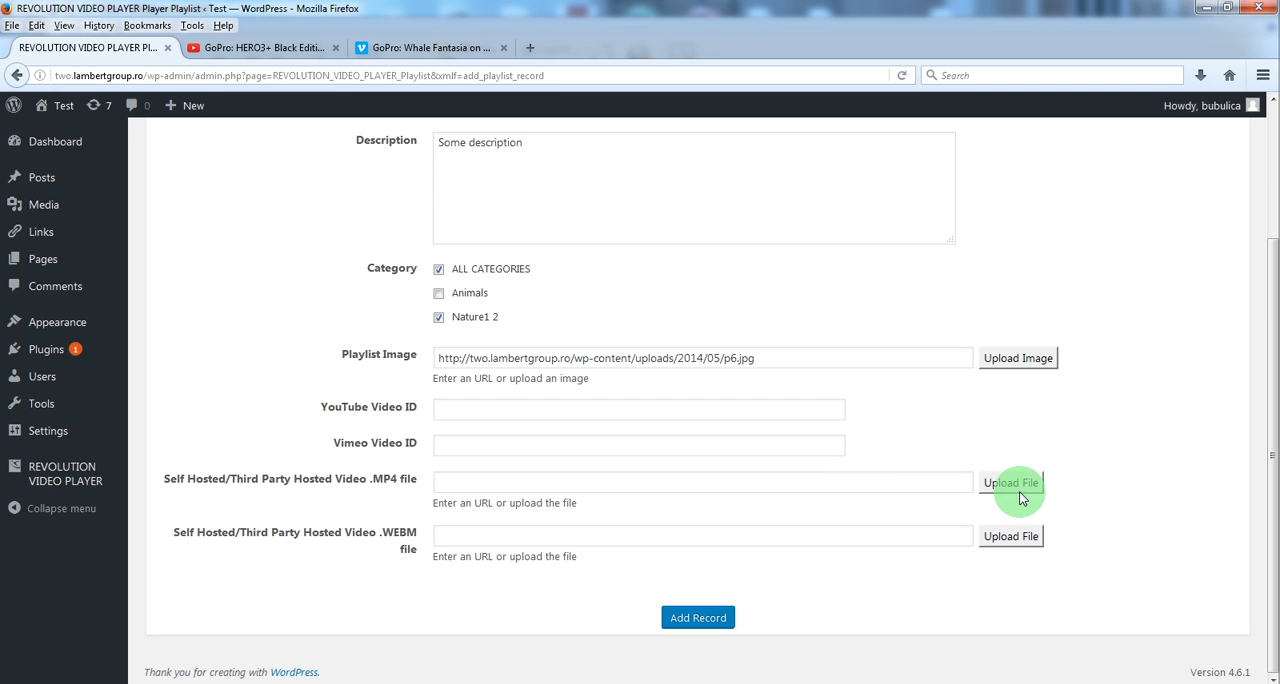 REVOLUTION VIDEO PLAYER Player Playlist ‹ Test — WordPress - Mozilla Firefox
File Edit View History Bookmarks Tools Help
REVOLUTION VIDEO PLAYER Pl... × GoPro: HERO3+ Black Editi... × GoPro: Whale Fantasia on ... × +
two.lambertgroup.ro/wp-admin/admin.php?page=REVOLUTION_VIDEO_PLAYER_Playlist&xmlf=add_playlist_record
Search
Test 7 0 + New Howdy, bubulica
Dashboard
Posts
Media
Links
Pages
Comments
Appearance
Plugins 1
Users
Tools
Settings
REVOLUTION VIDEO PLAYER
Collapse menu
Description
Some description
Category
ALL CATEGORIES
Animals
Nature1 2
Playlist Image
http://two.lambertgroup.ro/wp-content/uploads/2014/05/p6.jpg
Upload Image
Enter an URL or upload an image
YouTube Video ID
Vimeo Video ID
Self Hosted/Third Party Hosted Video .MP4 file
Upload File
Enter an URL or upload the file
Self Hosted/Third Party Hosted Video .WEBM
file
Upload File
Enter an URL or upload the file
Add Record
Thank you for creating with WordPress.
Version 4.6.1